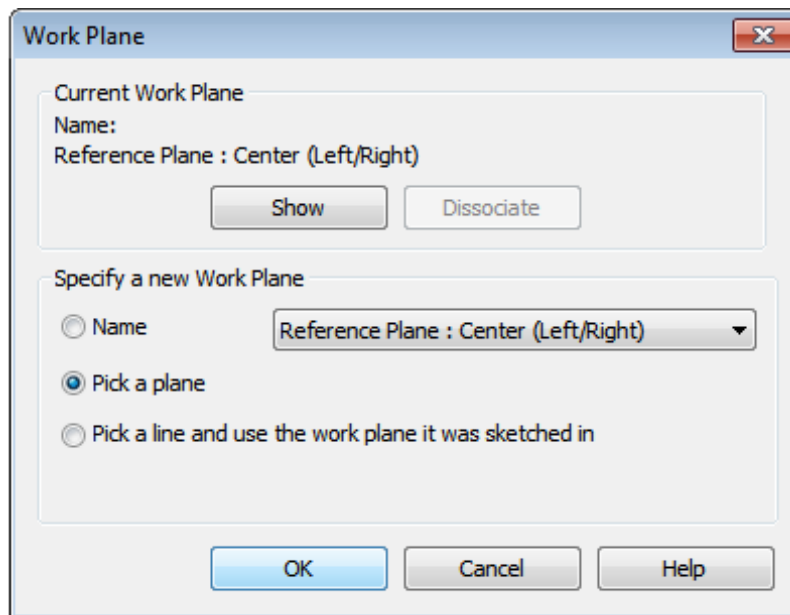 Work Plane
Current Work Plane
Name:
Reference Plane : Center (Left/Right)
Show
Dissociate
Specify a new Work Plane
Name
Reference Plane : Center (Left/Right)
Pick a plane
Pick a line and use the work plane it was sketched in
OK
Cancel
Help